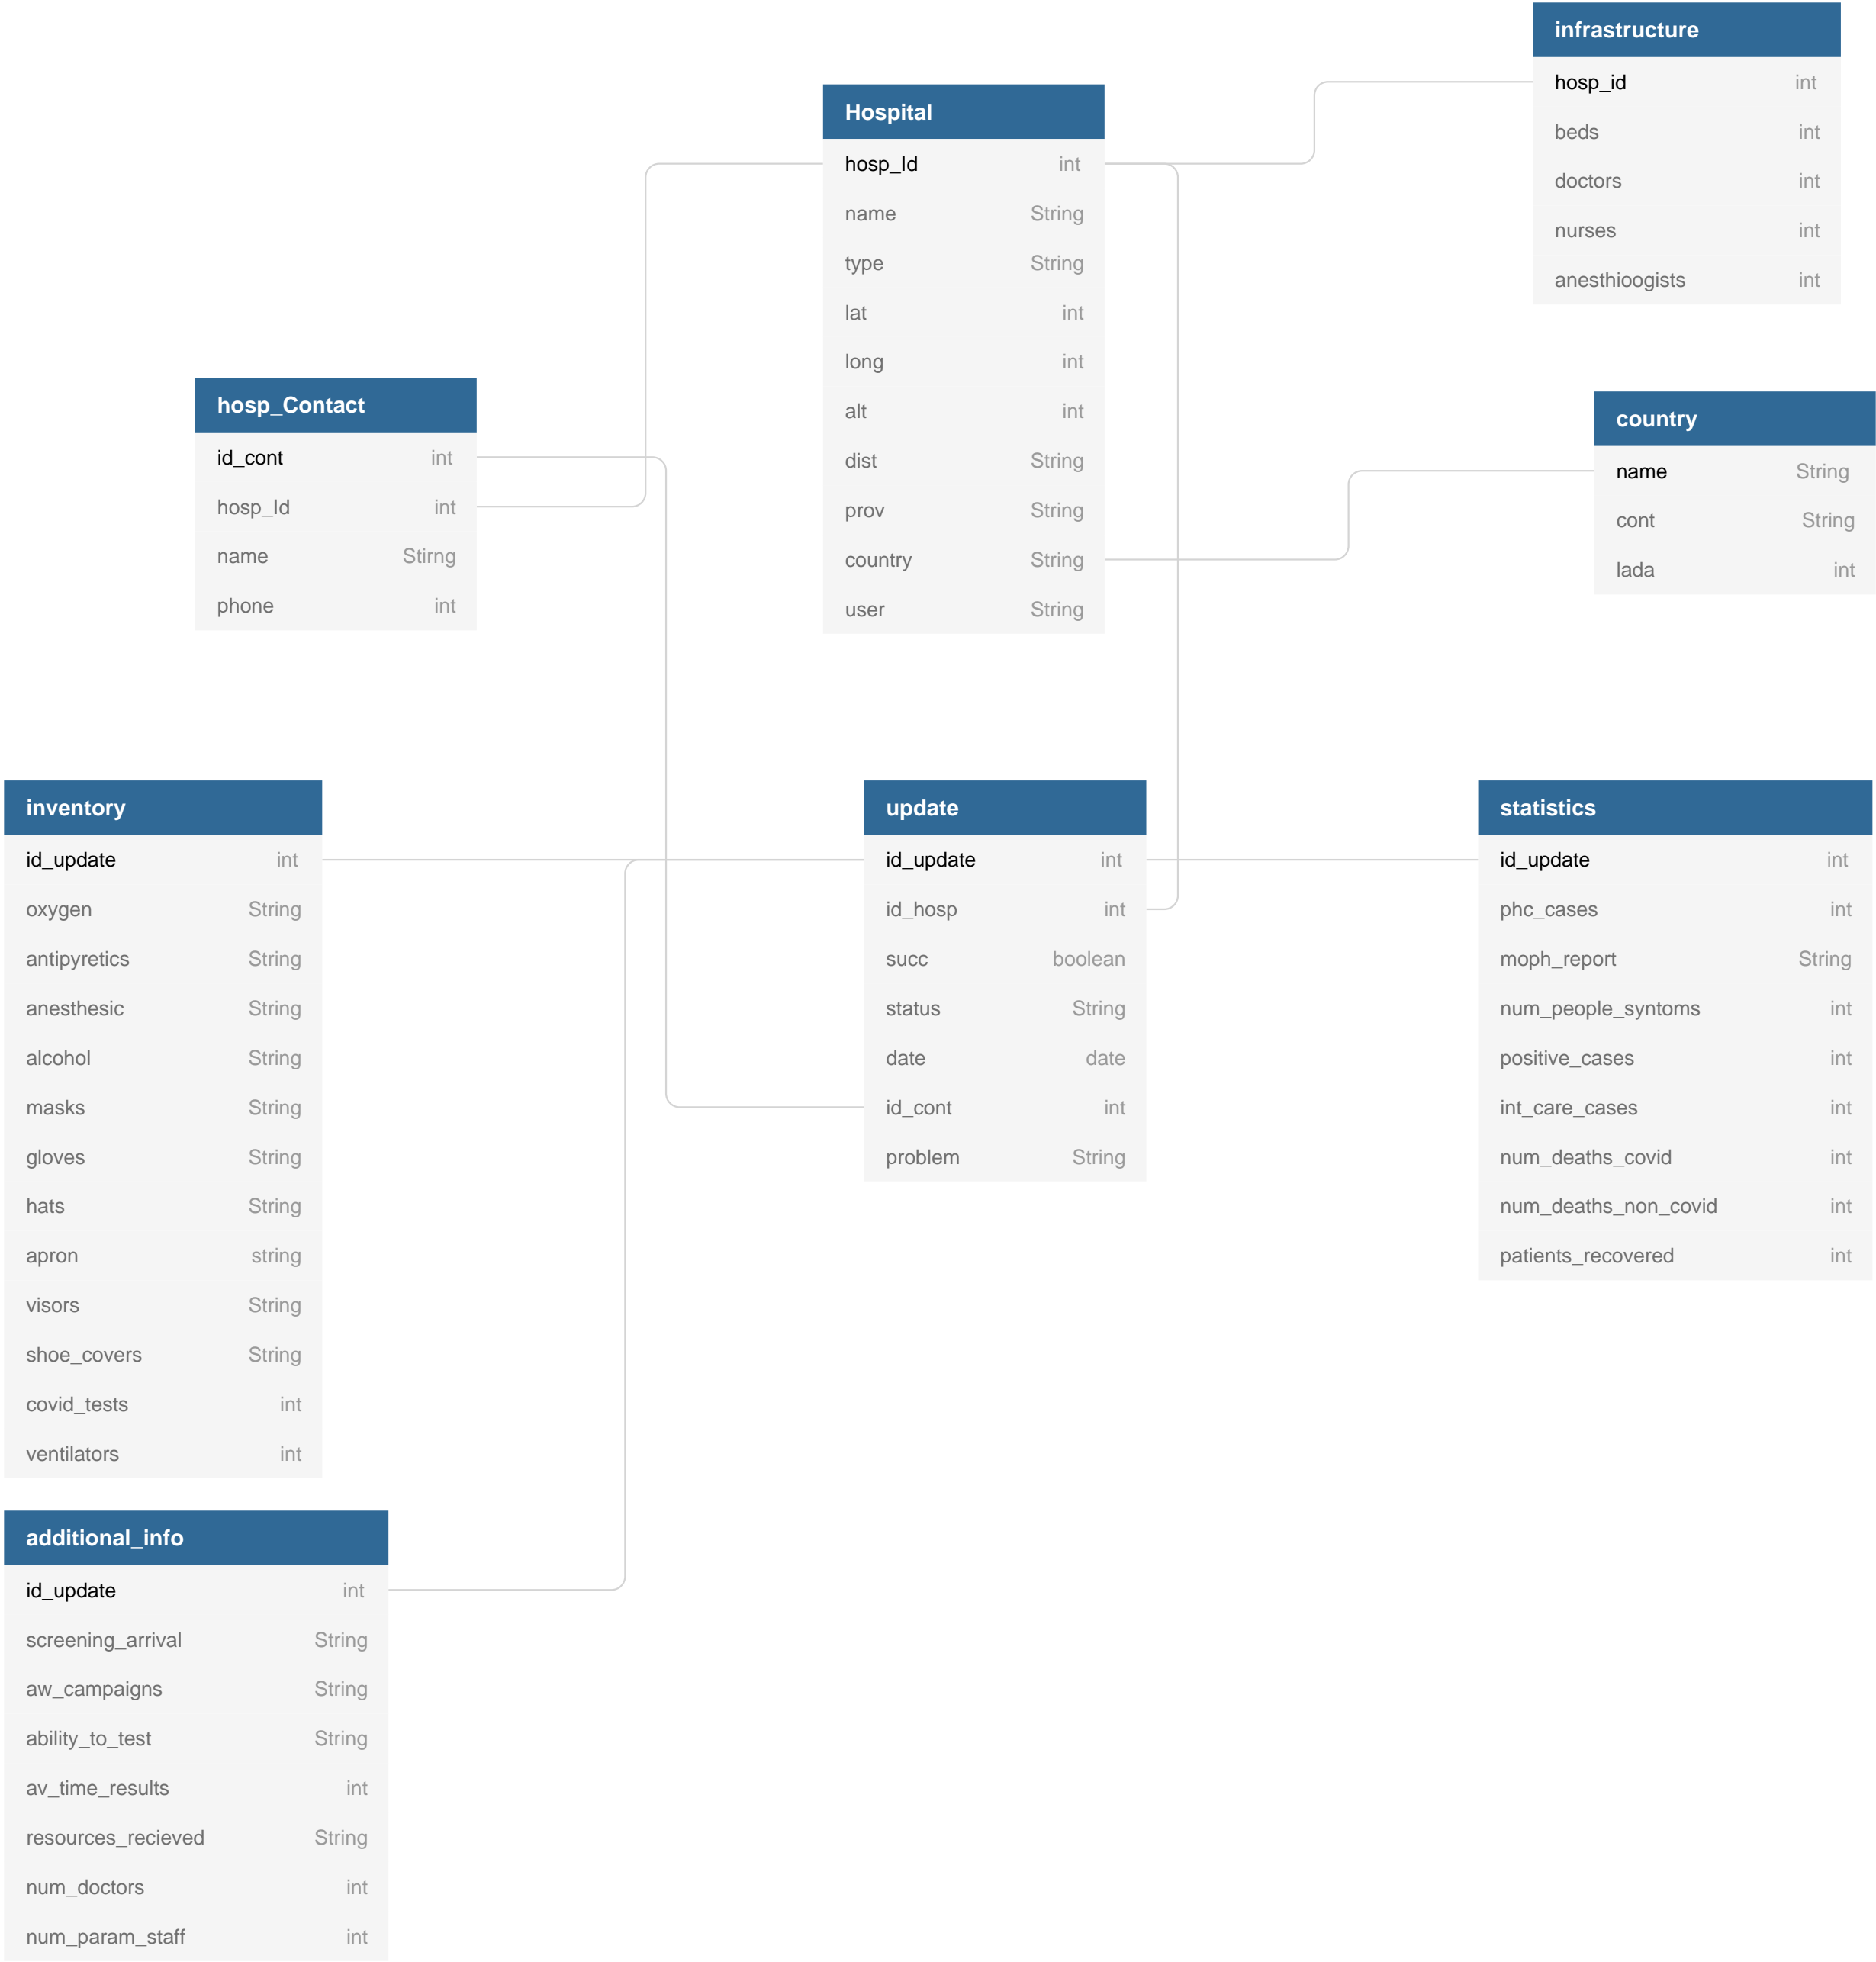 infrastructure
hosp_id int
beds int
doctors int
nurses int
anesthioogists int
Hospital
hosp_Id int
name String
type String
lat int
long int
alt int
dist String
prov String
country String
user String
hosp_Contact
id_cont int
hosp_Id int
name Stirng
phone int
country
name String
cont String
lada int
inventory
id_update int
oxygen String
antipyretics String
anesthesic String
alcohol String
masks String
gloves String
hats String
apron string
visors String
shoe_covers String
covid_tests int
ventilators int
update
id_update int
id_hosp int
succ boolean
status String
date date
id_cont int
problem String
statistics
id_update int
phc_cases int
moph_report String
num_people_syntoms int
positive_cases int
int_care_cases int
num_deaths_covid int
num_deaths_non_covid int
patients_recovered int
additional_info
id_update int
screening_arrival String
aw_campaigns String
ability_to_test String
av_time_results int
resources_recieved String
num_doctors int
num_param_staff int